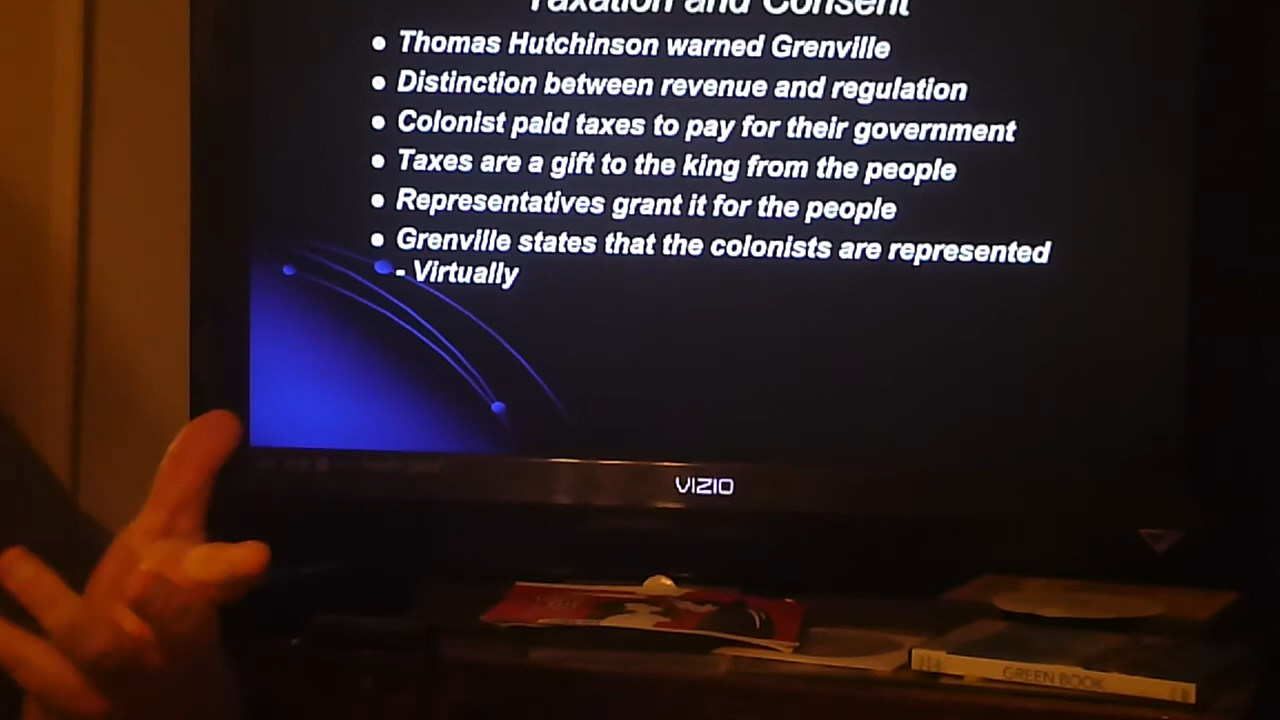 Taxation and Consent
Thomas Hutchinson warned Grenville
Distinction between revenue and regulation
Colonist paid taxes to pay for their government
Taxes are a gift to the king from the people
Representatives grant it for the people
Grenville states that the colonists are represented
- Virtually
VIZIO
GREEN BOOK